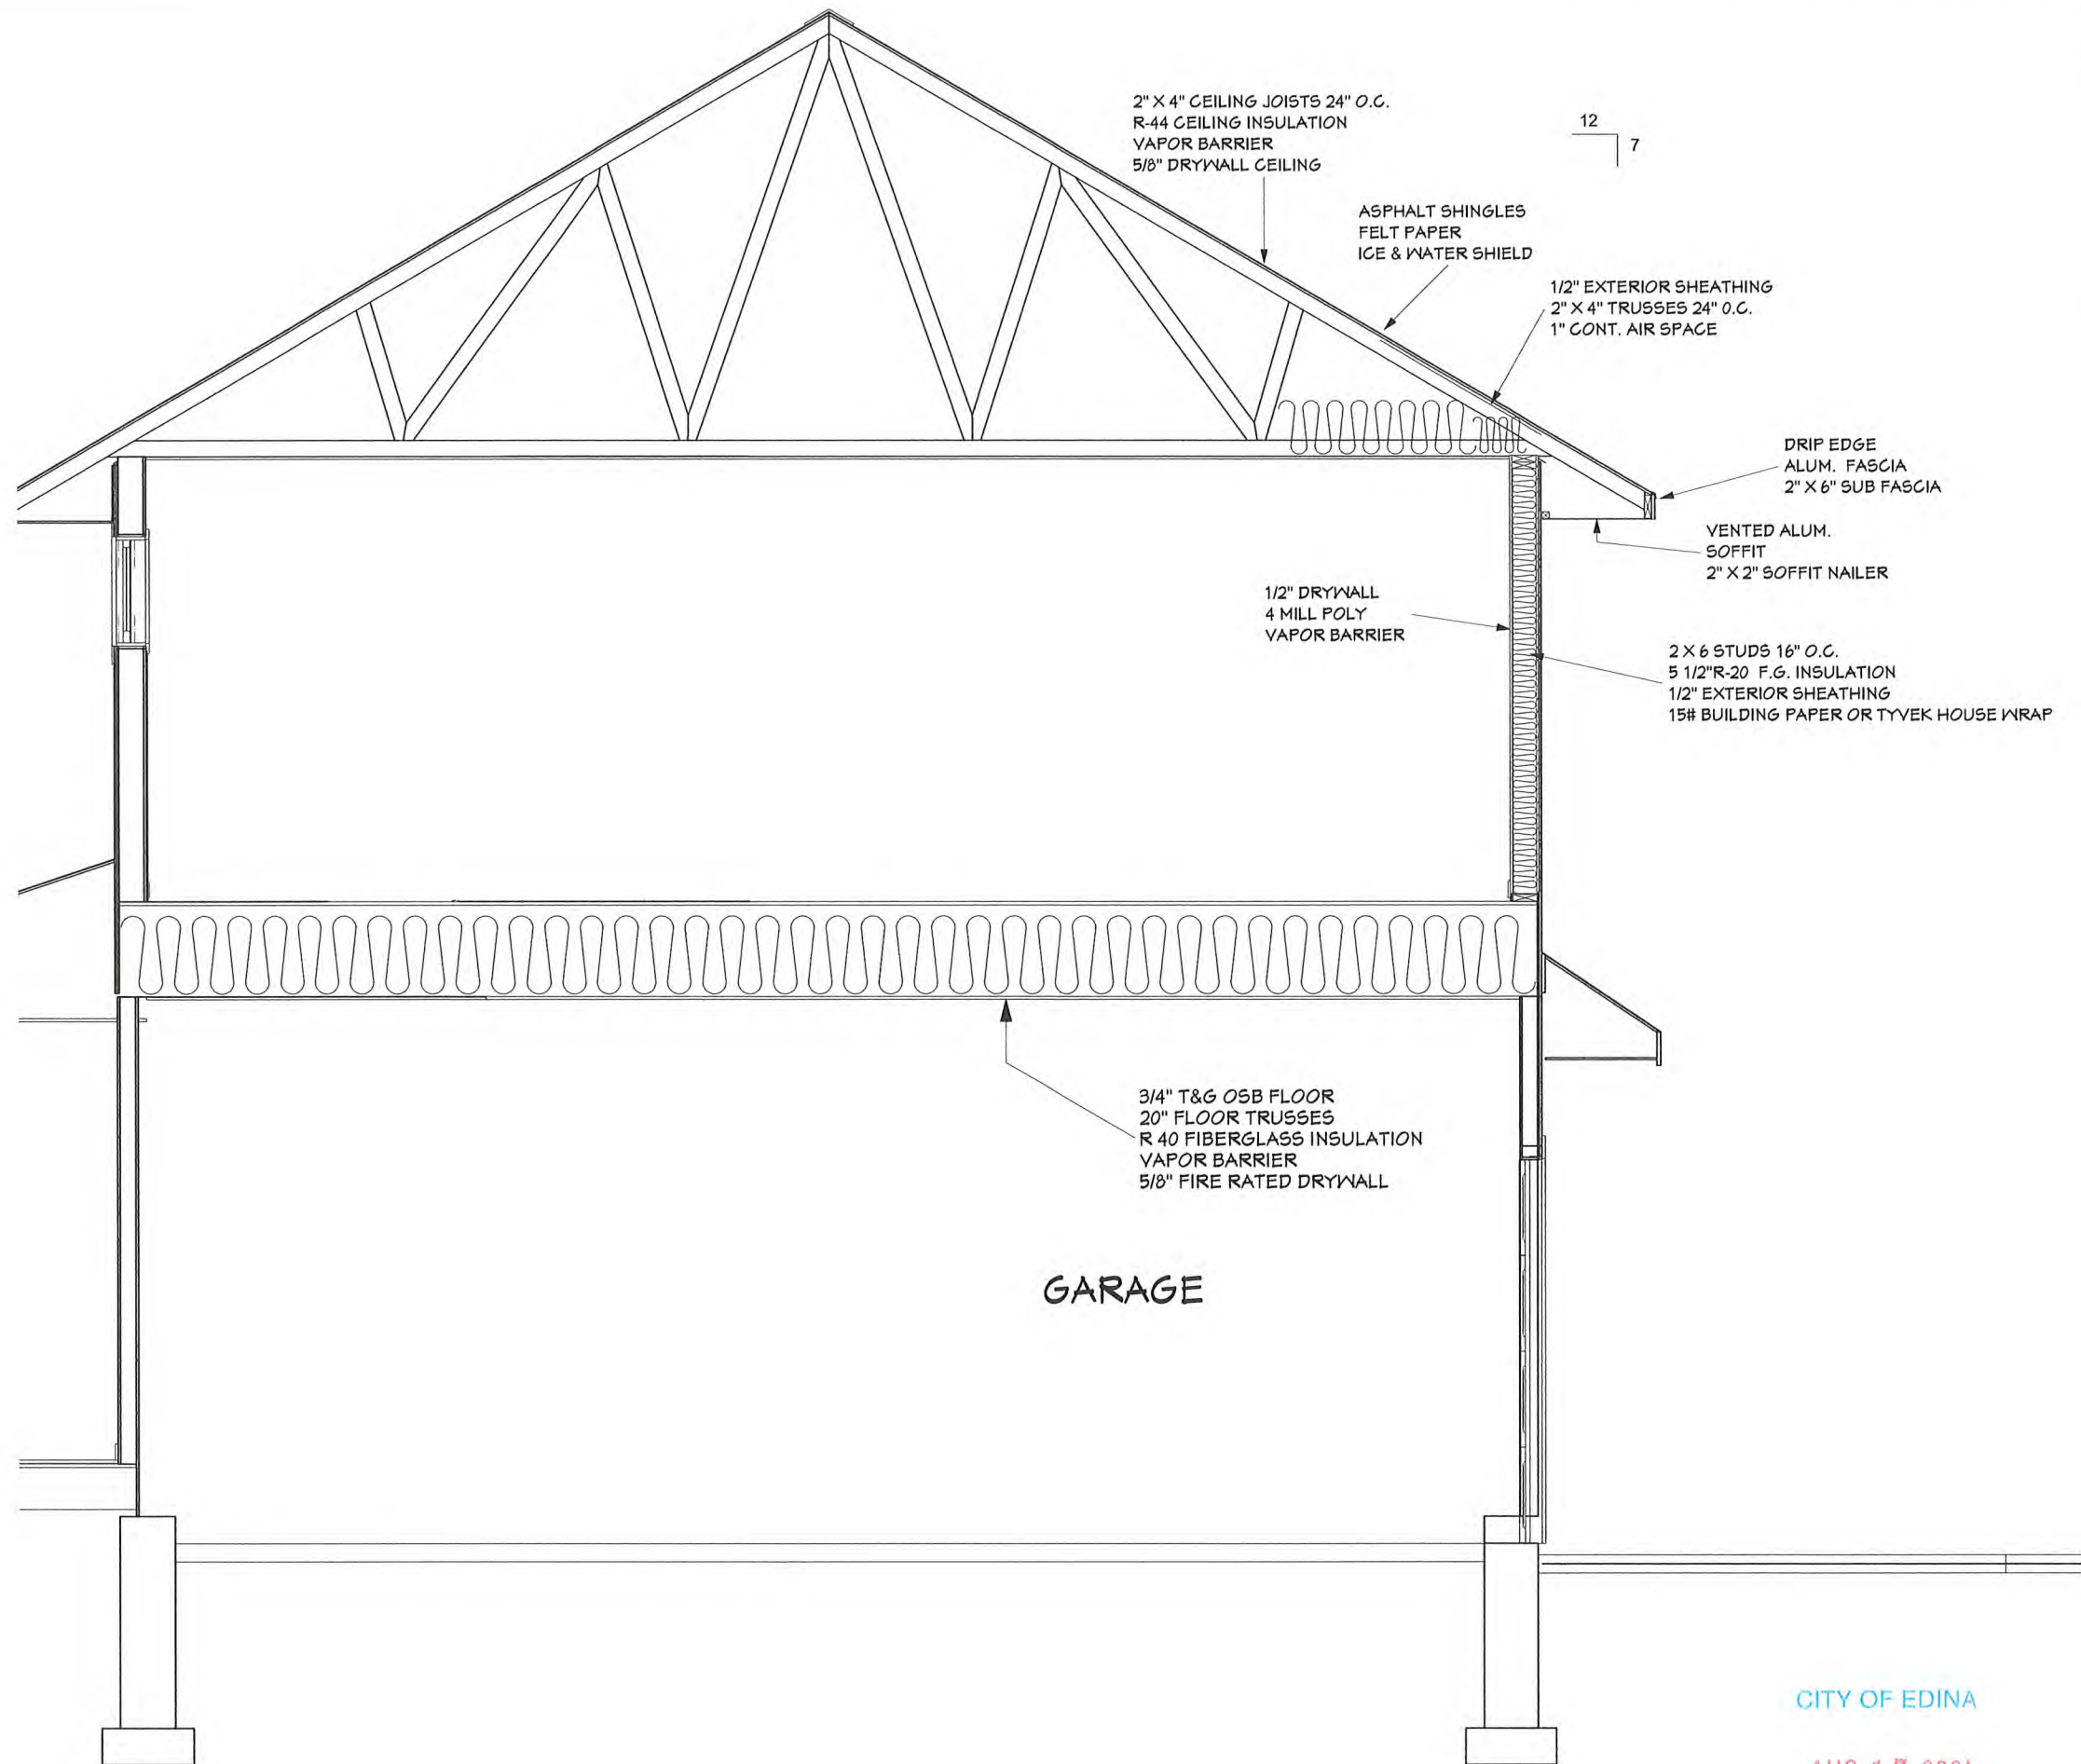 2" X 4" CEILING JOISTS 24" O.C.
R-44 CEILING INSULATION
VAPOR BARRIER
5/8" DRYWALL CEILING
12
7
ASPHALT SHINGLES
FELT PAPER
ICE & WATER SHIELD
1/2" EXTERIOR SHEATHING
2" X 4" TRUSSES 24" O.C.
1" CONT. AIR SPACE
DRIP EDGE
ALUM. FASCIA
2" X 6" SUB FASCIA
VENTED ALUM.
SOFFIT
2" X 2" SOFFIT NAILER
1/2" DRYWALL
4 MILL POLY
VAPOR BARRIER
2 X 6 STUDS 16" O.C.
5 1/2"R-20 F.G. INSULATION
1/2" EXTERIOR SHEATHING
15# BUILDING PAPER OR TYVEK HOUSE WRAP
3/4" T&G OSB FLOOR
20" FLOOR TRUSSES
R 40 FIBERGLASS INSULATION
VAPOR BARRIER
5/8" FIRE RATED DRYWALL
GARAGE
CITY OF EDINA
AUG